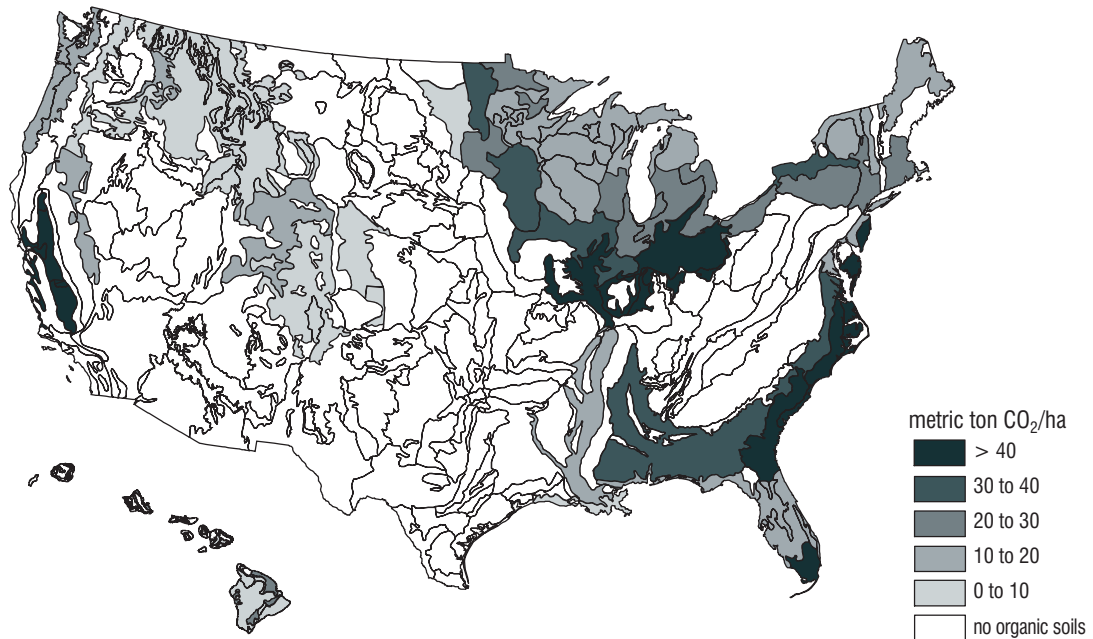 metric ton CO₂/ha
> 40
30 to 40
20 to 30
10 to 20
0 to 10
no organic soils